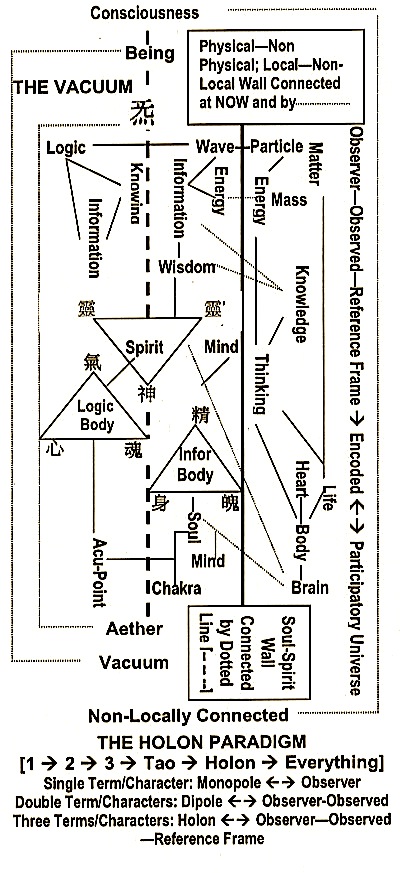 Consciousness
Being
THE VACUUM
炁
Physical—Non
Physical; Local—Non-
Local Wall Connected
at NOW and by
Logic
Wave—Particle
Matter
Knowing
Information
Information
Energy
Energy
Mass
Wisdom
Knowledge
靈
靈'
Spirit
Mind
神
氣
Logic
Body
心
魂
精
Infor
Body
身
魄
Thinking
Heart—Body—
Life
Brain
Soul
Mind
Chakra
Acu-Point
Observer—Observed—Reference Frame → Encoded ←→ Participatory Universe
Aether
Vacuum
Soul-Spirit
Wall
Connected
by Dotted
Line [- - - -]
Non-Locally Connected
THE HOLON PARADIGM
[1 → 2 → 3 → Tao → Holon → Everything]
Single Term/Character: Monopole ←→ Observer
Double Term/Characters: Dipole ←→ Observer-Observed
Three Terms/Characters: Holon ←→ Observer—Observed
—Reference Frame